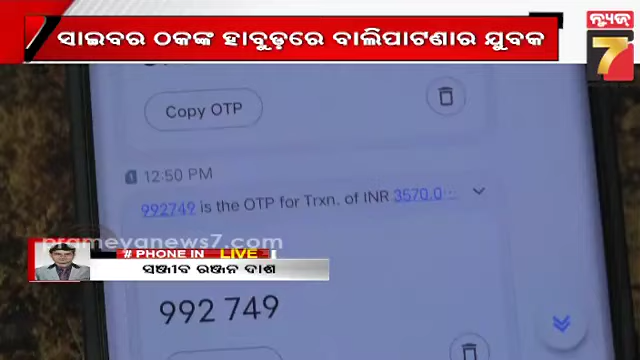 ସାଇବର ଠକଙ୍କ ହାବୁଡ଼ରେ ବାଲିପାଟଣାର ଯୁବକ
ନ୍ୟୁଜ୍
7
Copy OTP
12:50 PM
992749 is the OTP for Trxn. of INR 3570.0...
prameyanews7.com
# PHONE IN LIVE
ସଞ୍ଜୀବ ରଞ୍ଜନ ଦାଶ
992 749